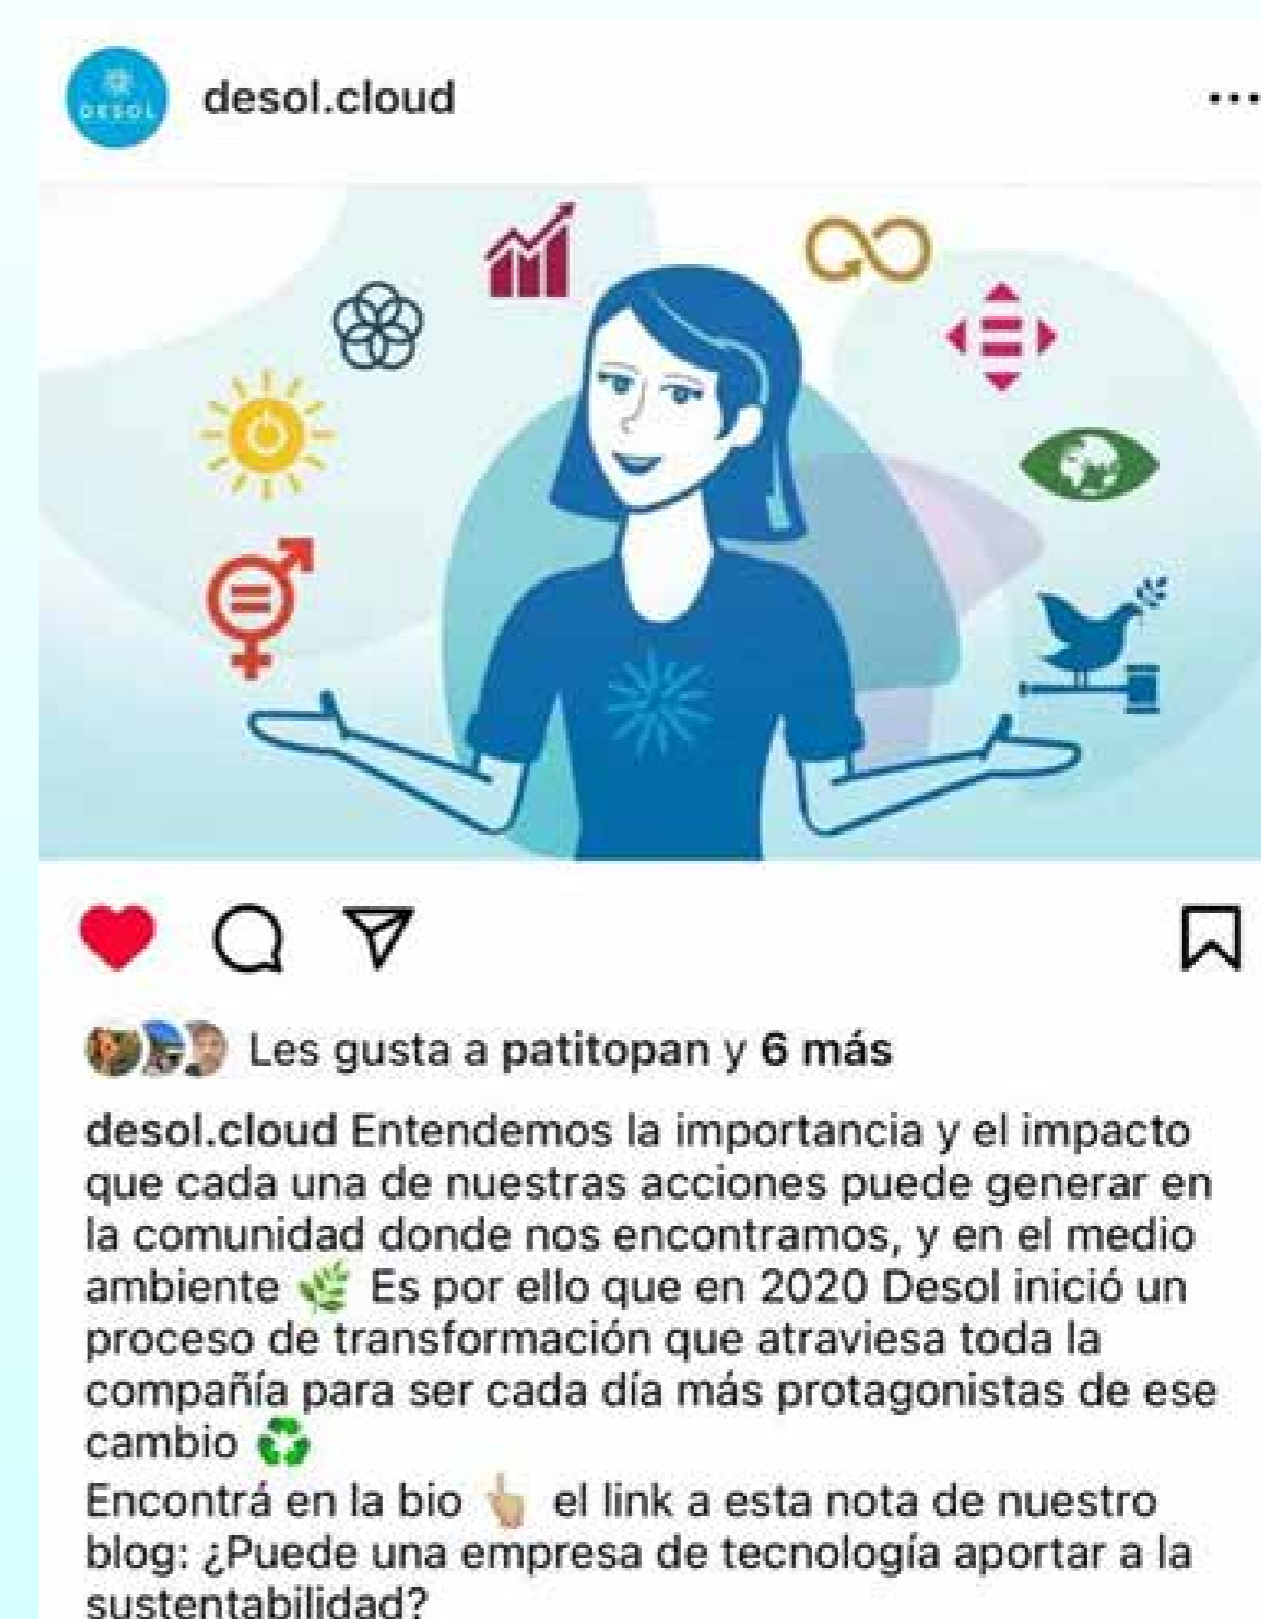 DESOL
desol.cloud
Les gusta a patitopan y 6 más
desol.cloud Entendemos la importancia y el impacto
que cada una de nuestras acciones puede generar en
la comunidad donde nos encontramos, y en el medio
ambiente 🌿 Es por ello que en 2020 Desol inició un
proceso de transformación que atraviesa toda la
compañía para ser cada día más protagonistas de ese
cambio ♻️
Encontrá en la bio 👆🏼 el link a esta nota de nuestro
blog: ¿Puede una empresa de tecnología aportar a la
sustentabilidad?